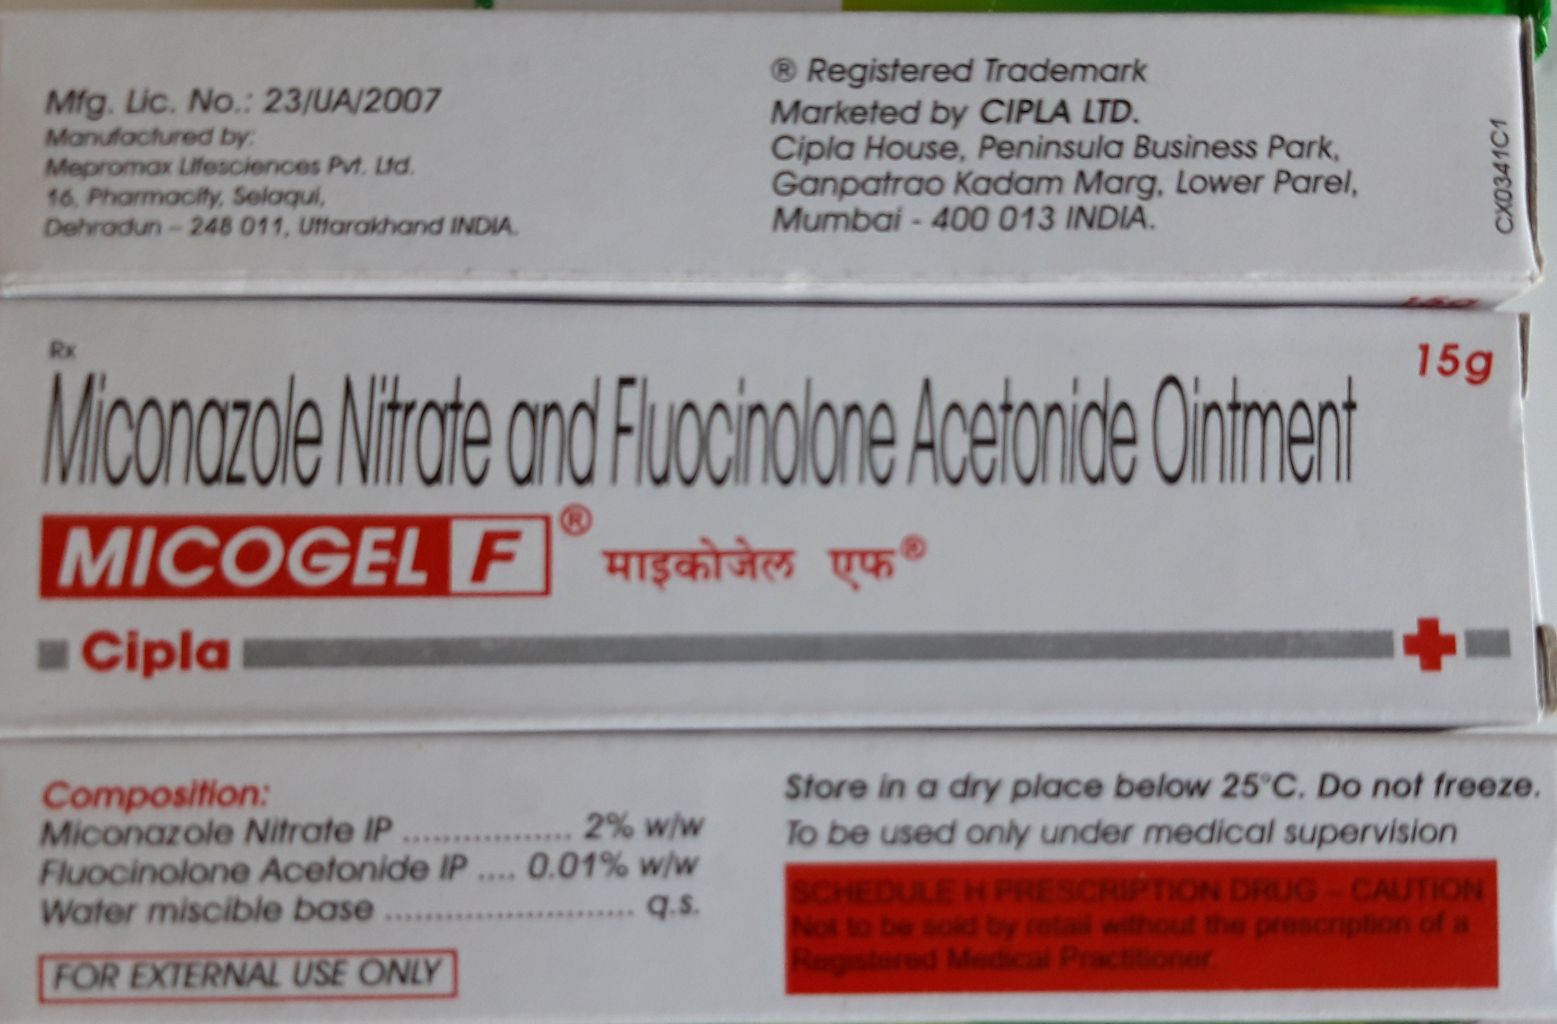 Mfg. Lic. No.: 23/UA/2007
Manufactured by:
Mepromax Lifesciences Pvt. Ltd.
16, Pharmacity, Selaqui,
Dehradun – 248 011, Uttarakhand INDIA.
® Registered Trademark
Marketed by CIPLA LTD.
Cipla House, Peninsula Business Park,
Ganpatrao Kadam Marg, Lower Parel,
Mumbai - 400 013 INDIA.
CX0341C1
15g
Rx
15g
Miconazole Nitrate and Fluocinolone Acetonide Ointment
MICOGEL F® माइकोजेल एफ®
Cipla
Composition:
Miconazole Nitrate IP ................. 2% w/w
Fluocinolone Acetonide IP .... 0.01% w/w
Water miscible base ......................... q.s.
FOR EXTERNAL USE ONLY
Store in a dry place below 25°C. Do not freeze.
To be used only under medical supervision
SCHEDULE H PRESCRIPTION DRUG – CAUTION
Not to be sold by retail without the prescription of a
Registered Medical Practitioner.